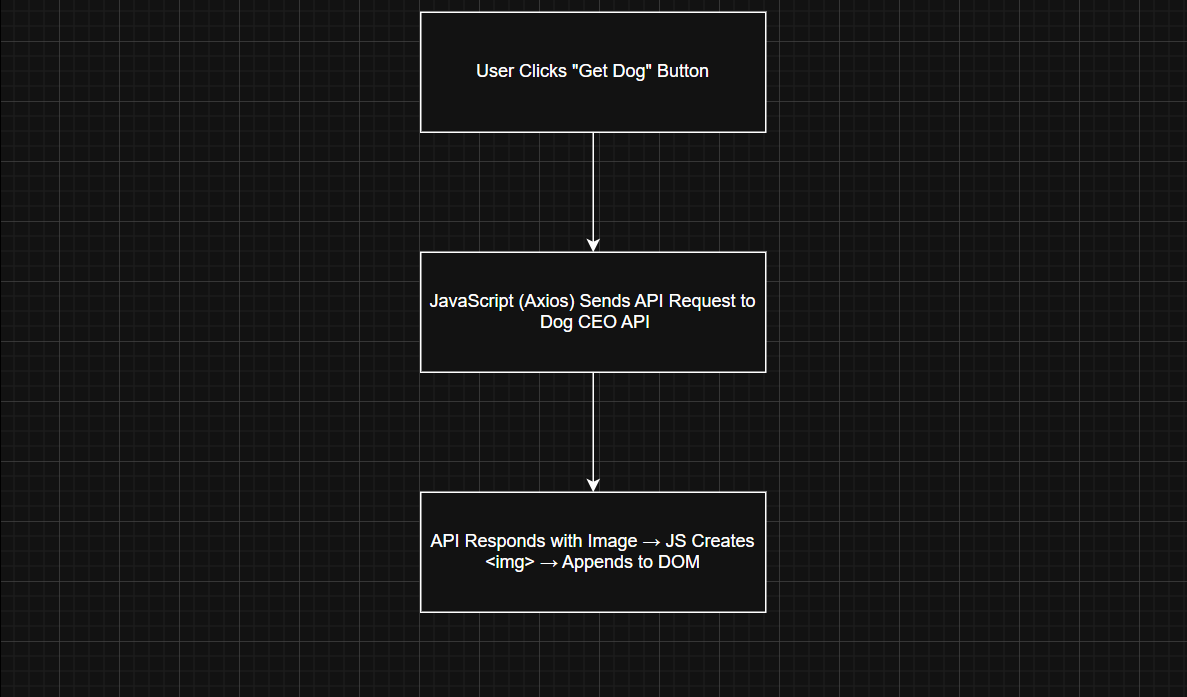 User Clicks "Get Dog" Button
JavaScript (Axios) Sends API Request to
Dog CEO API
API Responds with Image → JS Creates
<img> → Appends to DOM